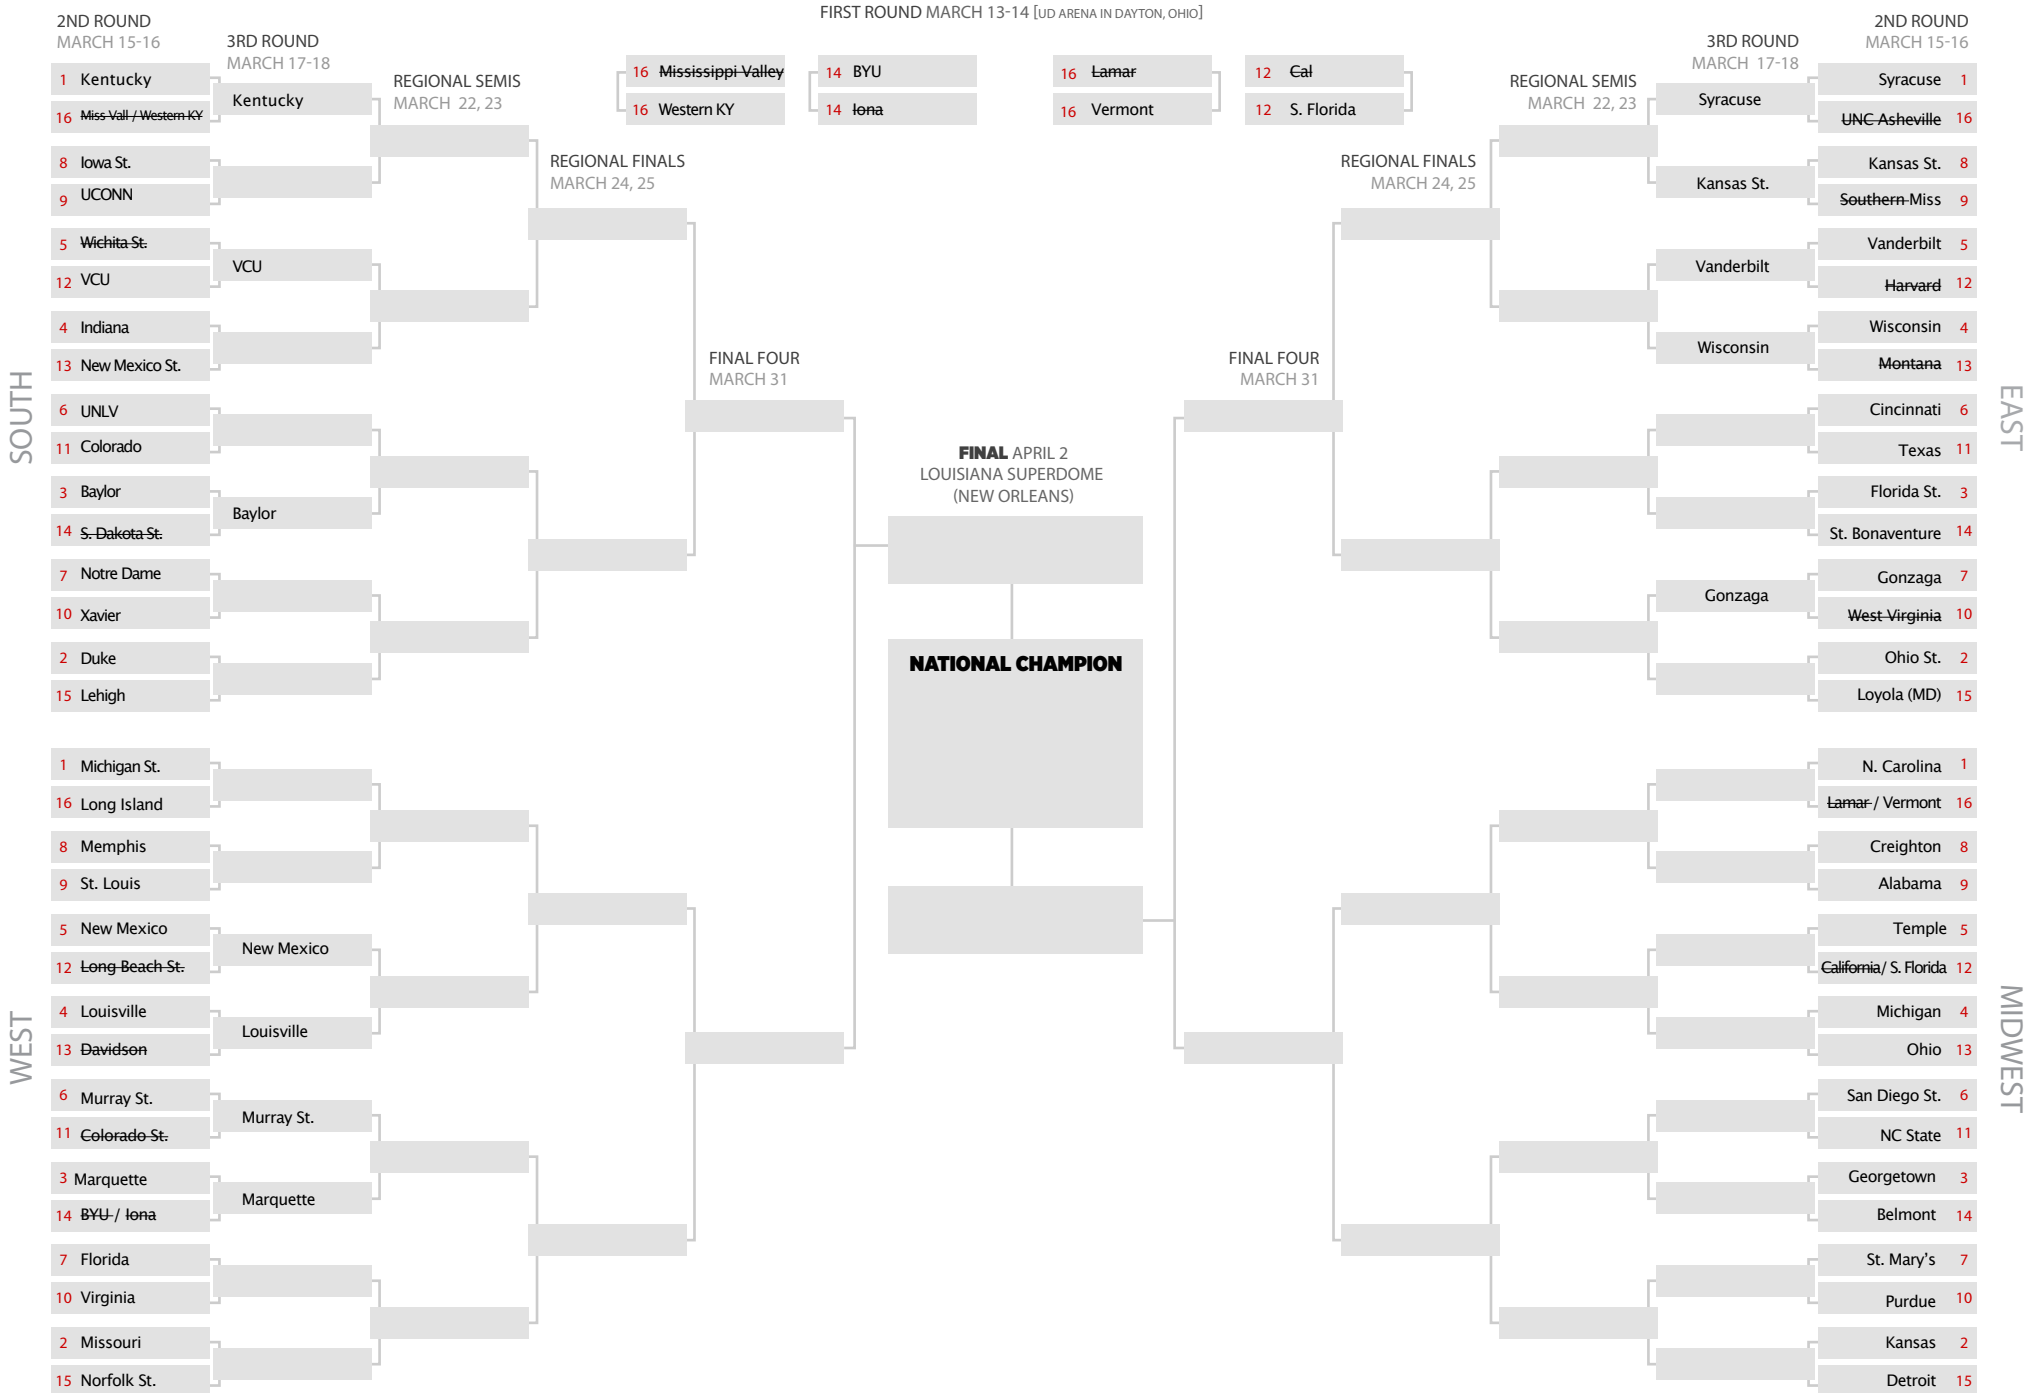 FIRST ROUND MARCH 13-14 [UD ARENA IN DAYTON, OHIO]
16 Mississippi Valley
16 Western KY
14 BYU
14 Iona
16 Lamar
16 Vermont
12 Cal
12 S. Florida
2ND ROUND
MARCH 15-16
3RD ROUND
MARCH 17-18
REGIONAL SEMIS
MARCH 22, 23
REGIONAL FINALS
MARCH 24, 25
FINAL FOUR
MARCH 31
SOUTH
1 Kentucky
16 Miss Vall / Western KY
8 Iowa St.
9 UCONN
5 Wichita St.
12 VCU
4 Indiana
13 New Mexico St.
6 UNLV
11 Colorado
3 Baylor
14 S. Dakota St.
7 Notre Dame
10 Xavier
2 Duke
15 Lehigh
Kentucky
VCU
Baylor
WEST
1 Michigan St.
16 Long Island
8 Memphis
9 St. Louis
5 New Mexico
12 Long Beach St.
4 Louisville
13 Davidson
6 Murray St.
11 Colorado St.
3 Marquette
14 BYU / Iona
7 Florida
10 Virginia
2 Missouri
15 Norfolk St.
New Mexico
Louisville
Murray St.
Marquette
FINAL APRIL 2
LOUISIANA SUPERDOME
(NEW ORLEANS)
NATIONAL CHAMPION
FINAL FOUR
MARCH 31
REGIONAL FINALS
MARCH 24, 25
REGIONAL SEMIS
MARCH 22, 23
3RD ROUND
MARCH 17-18
2ND ROUND
MARCH 15-16
EAST
Syracuse
Kansas St.
Vanderbilt
Wisconsin
Gonzaga
Syracuse 1
UNC Asheville 16
Kansas St. 8
Southern Miss 9
Vanderbilt 5
Harvard 12
Wisconsin 4
Montana 13
Cincinnati 6
Texas 11
Florida St. 3
St. Bonaventure 14
Gonzaga 7
West Virginia 10
Ohio St. 2
Loyola (MD) 15
MIDWEST
N. Carolina 1
Lamar / Vermont 16
Creighton 8
Alabama 9
Temple 5
California/ S. Florida 12
Michigan 4
Ohio 13
San Diego St. 6
NC State 11
Georgetown 3
Belmont 14
St. Mary's 7
Purdue 10
Kansas 2
Detroit 15